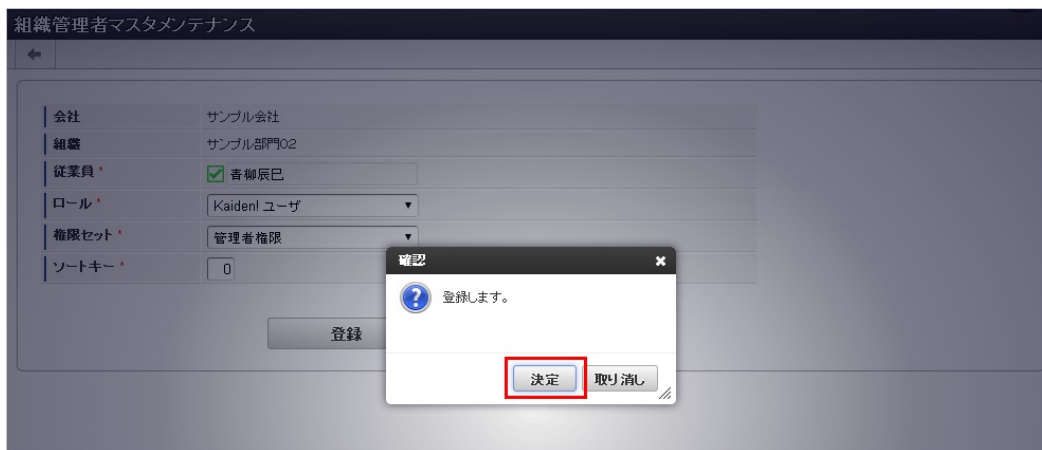 組織管理者マスタメンテナンス
会社 サンプル会社
組織 サンプル部門02
従業員 * 青柳辰巳
ロール * Kaiden! ユーザ
権限セット * 管理者権限
ソートキー * 0
登録
確認
登録します。
決定 取り消し